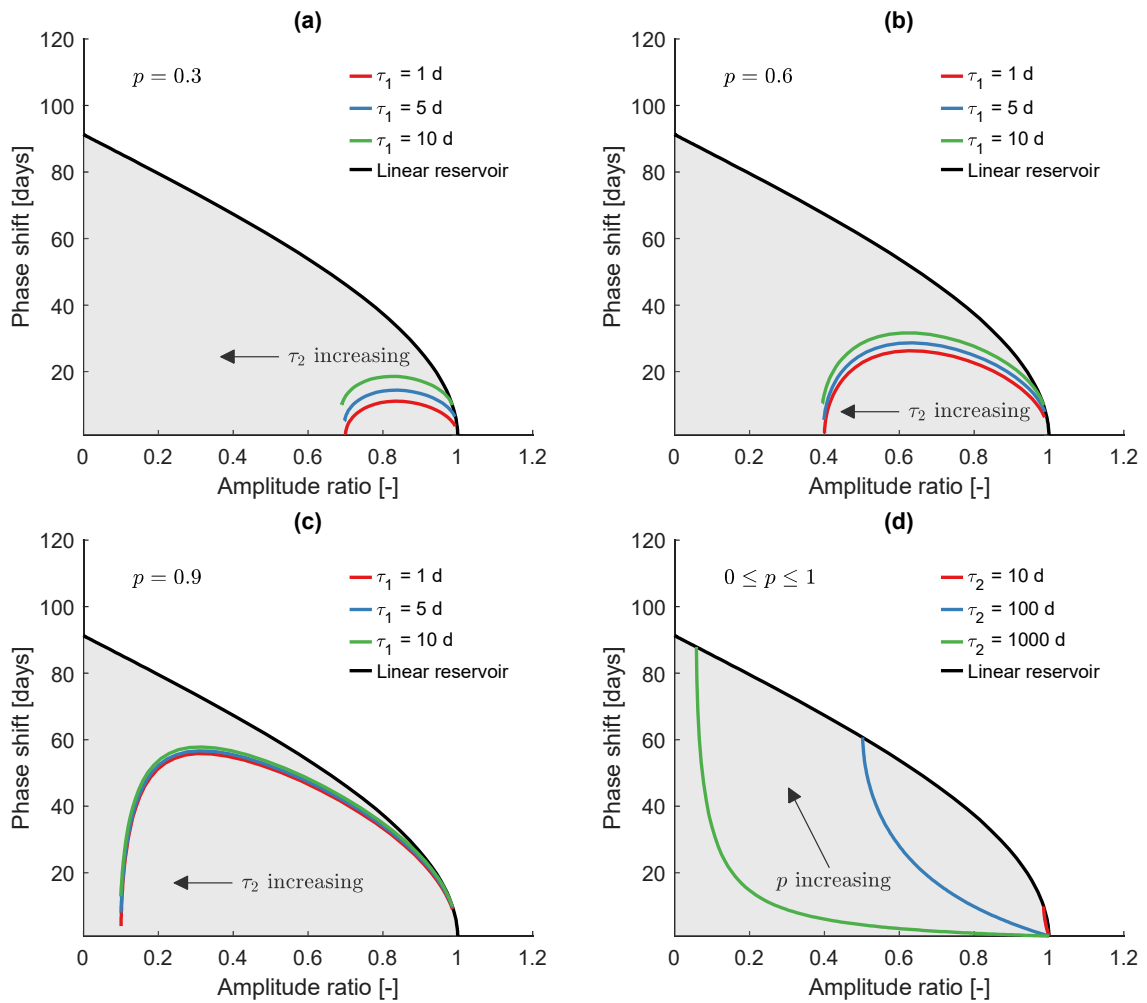 (a)
120
100
80
60
40
20
0
0.2
0.4
0.6
0.8
1
1.2
Phase shift [days]
Amplitude ratio [-]
p = 0.3
τ1 = 1 d
τ1 = 5 d
τ1 = 10 d
Linear reservoir
τ2 increasing
(b)
120
100
80
60
40
20
0
0.2
0.4
0.6
0.8
1
1.2
Phase shift [days]
Amplitude ratio [-]
p = 0.6
τ1 = 1 d
τ1 = 5 d
τ1 = 10 d
Linear reservoir
τ2 increasing
(c)
120
100
80
60
40
20
0
0.2
0.4
0.6
0.8
1
1.2
Phase shift [days]
Amplitude ratio [-]
p = 0.9
τ1 = 1 d
τ1 = 5 d
τ1 = 10 d
Linear reservoir
τ2 increasing
(d)
120
100
80
60
40
20
0
0.2
0.4
0.6
0.8
1
1.2
Phase shift [days]
Amplitude ratio [-]
0 ≤ p ≤ 1
τ2 = 10 d
τ2 = 100 d
τ2 = 1000 d
Linear reservoir
p increasing